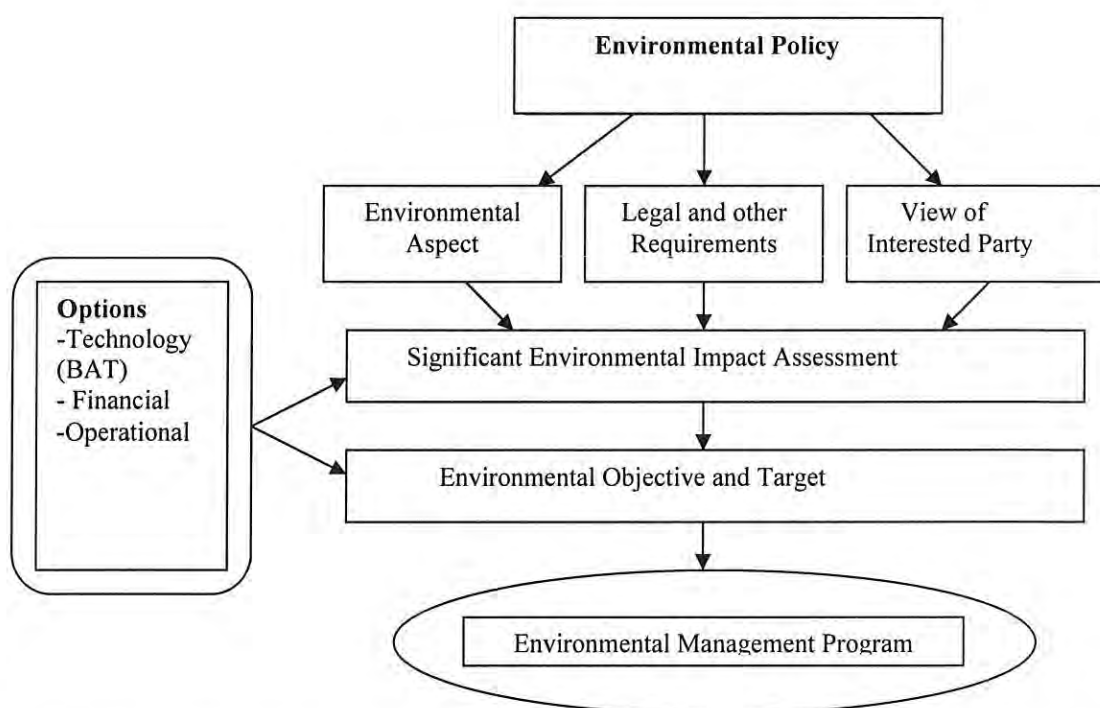 Environmental Policy
Environmental
Aspect
Legal and other
Requirements
View of
Interested Party
Options
-Technology
(BAT)
- Financial
-Operational
Significant Environmental Impact Assessment
Environmental Objective and Target
Environmental Management Program